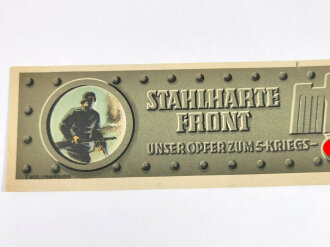 STAHLHARTE
FRONT
UNSER OPFER ZUM 5. KRIEGS-